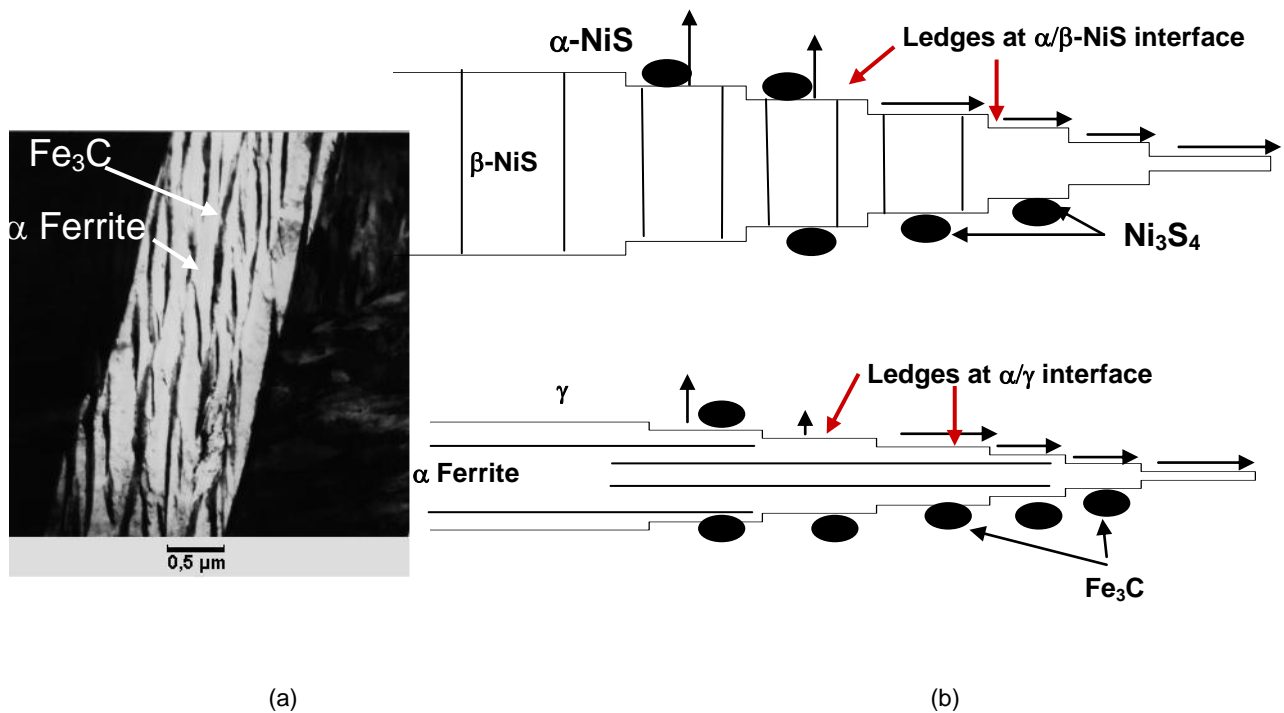 Fe₃C
α Ferrite
0,5 µm
(a)
α-NiS
Ledges at α/β-NiS interface
β-NiS
Ni₃S₄
γ
Ledges at α/γ interface
α Ferrite
Fe₃C
(b)